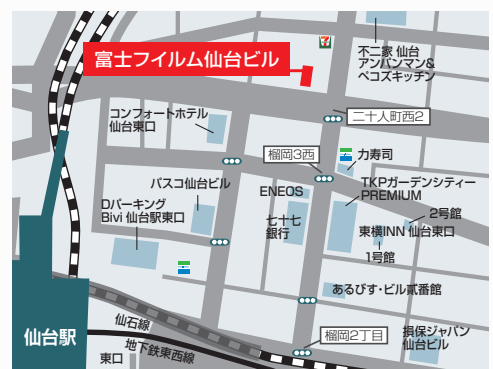 富士フイルム仙台ビル
不二家 仙台
アンパンマン&
ペコズキッチン
コンフォートホテル
仙台東口
二十人町西2
榴岡3西
力寿司
パスコ仙台ビル
ENEOS
TKPガーデンシティー
PREMIUM
Dパーキング
Bivi 仙台駅東口
七十七
銀行
2号館
東横INN 仙台東口
1号館
あるびす・ビル貳番館
仙石線
地下鉄東西線
仙台駅
東口
榴岡2丁目
損保ジャパン
仙台ビル